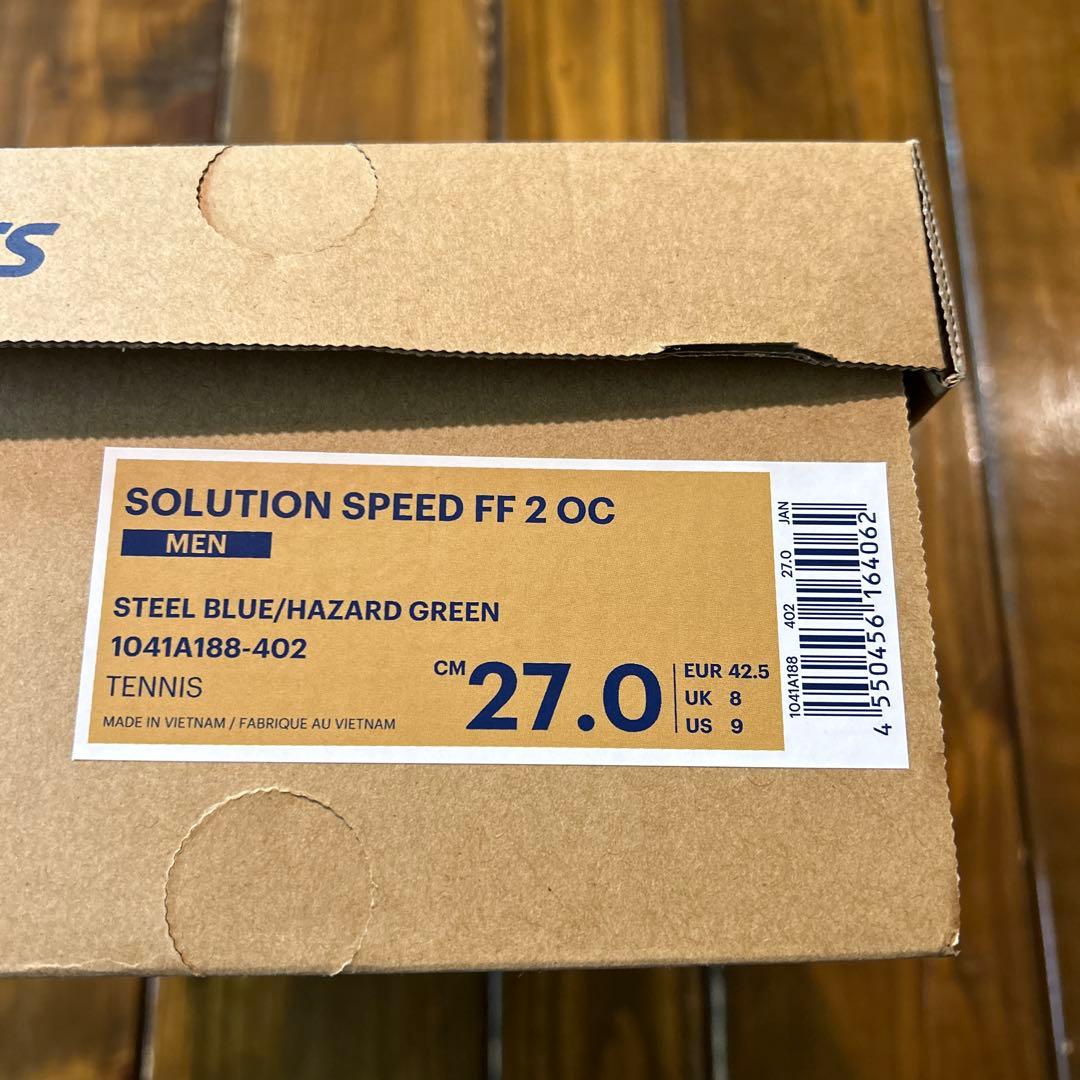 SOLUTION SPEED FF 2 OC
MEN
STEEL BLUE/HAZARD GREEN
1041A188-402
TENNIS
MADE IN VIETNAM / FABRIQUE AU VIETNAM
CM 27.0
EUR 42.5
UK 8
US 9
1041A188 402 27.0 JAN
4 550456 164062